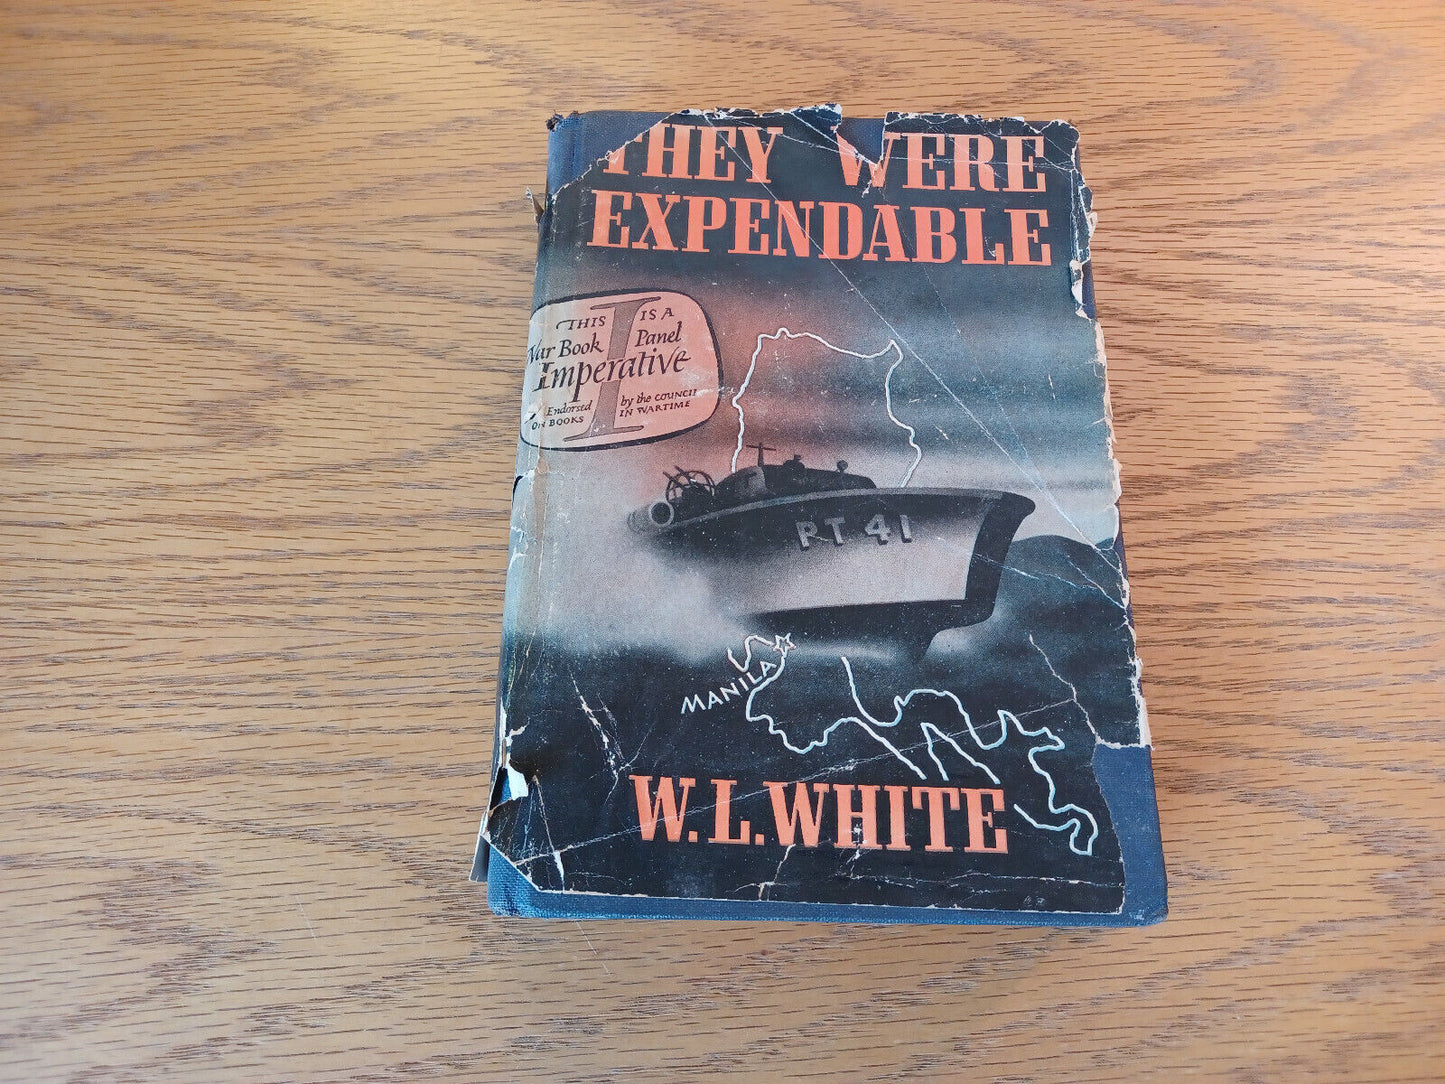 THEY WERE
EXPENDABLE
THIS I IS A
War Book Panel
Imperative
Endorsed by the COUNCIL
ON BOOKS IN WARTIME
PT 41
MANILA
W.L.WHITE